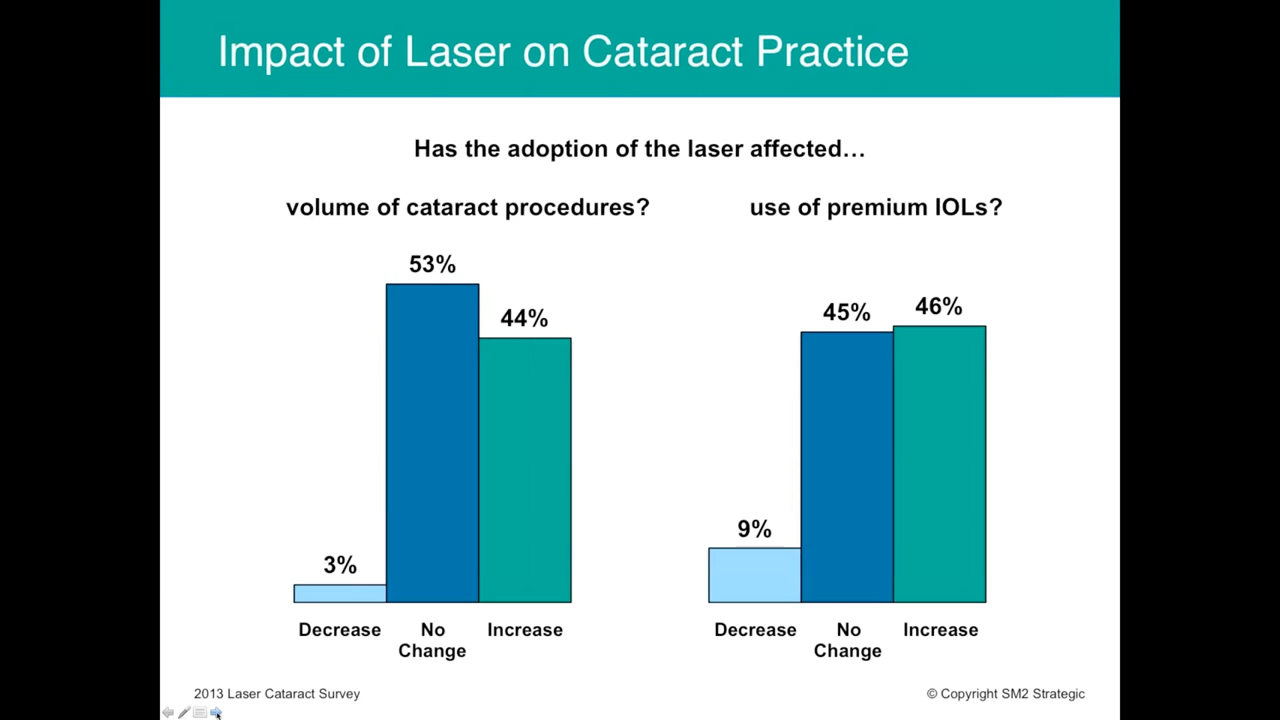 Impact of Laser on Cataract Practice
Has the adoption of the laser affected…
volume of cataract procedures?
53%
44%
3%
Decrease
No
Change
Increase
use of premium IOLs?
45%
46%
9%
Decrease
No
Change
Increase
2013 Laser Cataract Survey
© Copyright SM2 Strategic